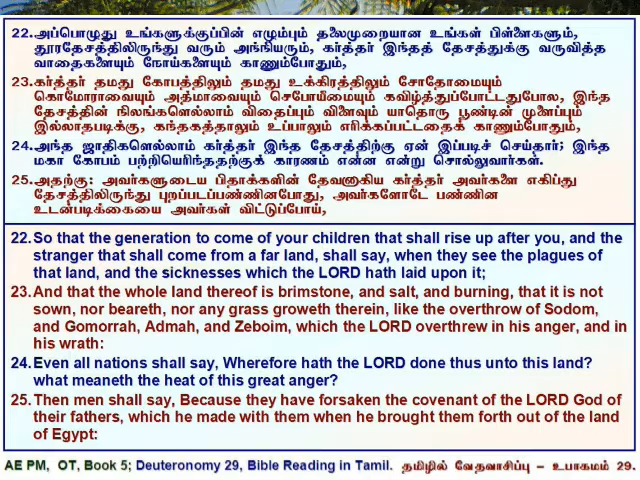 22.அப்பொழுது உங்களுக்குப்பின் எழும்பும் தலைமுறையான உங்கள் பிள்ளைகளும்,
தூரதேசத்திலிருந்து வரும் அந்நியரும், கர்த்தர் இந்தத் தேசத்துக்கு வருவித்த
வாதைகளையும் நோய்களையும் காணும்போதும்,
23.கர்த்தர் தமது கோபத்திலும் தமது உக்கிரத்திலும் சோதோமையும்
கொமோராவையும் அத்மாவையும் செபோயீமையும் கவிழ்த்துப்போட்டதுபோல, இந்த
தேசத்தின் நிலங்களெல்லாம் விதைப்பும் விளைவும் யாதொரு பூண்டின் முளைப்பும்
இல்லாதபடிக்கு, கந்தகத்தாலும் உப்பாலும் எரிக்கப்பட்டதைக் காணும்போதும்,
24.அந்த ஜாதிகளெல்லாம் கர்த்தர் இந்த தேசத்திற்கு ஏன் இப்படிச் செய்தார்; இந்த
மகா கோபம் பற்றியெரிந்ததற்குக் காரணம் என்ன என்று சொல்லுவார்கள்.
25.அதற்கு: அவர்களுடைய பிதாக்களின் தேவனாகிய கர்த்தர் அவர்களை எகிப்து
தேசத்திலிருந்து புறப்படப்பண்ணினபோது, அவர்களோடே பண்ணின
உடன்படிக்கையை அவர்கள் விட்டுப்போய்,
22.So that the generation to come of your children that shall rise up after you, and the
stranger that shall come from a far land, shall say, when they see the plagues of
that land, and the sicknesses which the LORD hath laid upon it;
23.And that the whole land thereof is brimstone, and salt, and burning, that it is not
sown, nor beareth, nor any grass groweth therein, like the overthrow of Sodom,
and Gomorrah, Admah, and Zeboim, which the LORD overthrew in his anger, and in
his wrath:
24.Even all nations shall say, Wherefore hath the LORD done thus unto this land?
what meaneth the heat of this great anger?
25.Then men shall say, Because they have forsaken the covenant of the LORD God of
their fathers, which he made with them when he brought them forth out of the land
of Egypt:
AE PM, OT, Book 5; Deuteronomy 29, Bible Reading in Tamil. தமிழில் வேதவாசிப்பு – உபாகமம் 29.